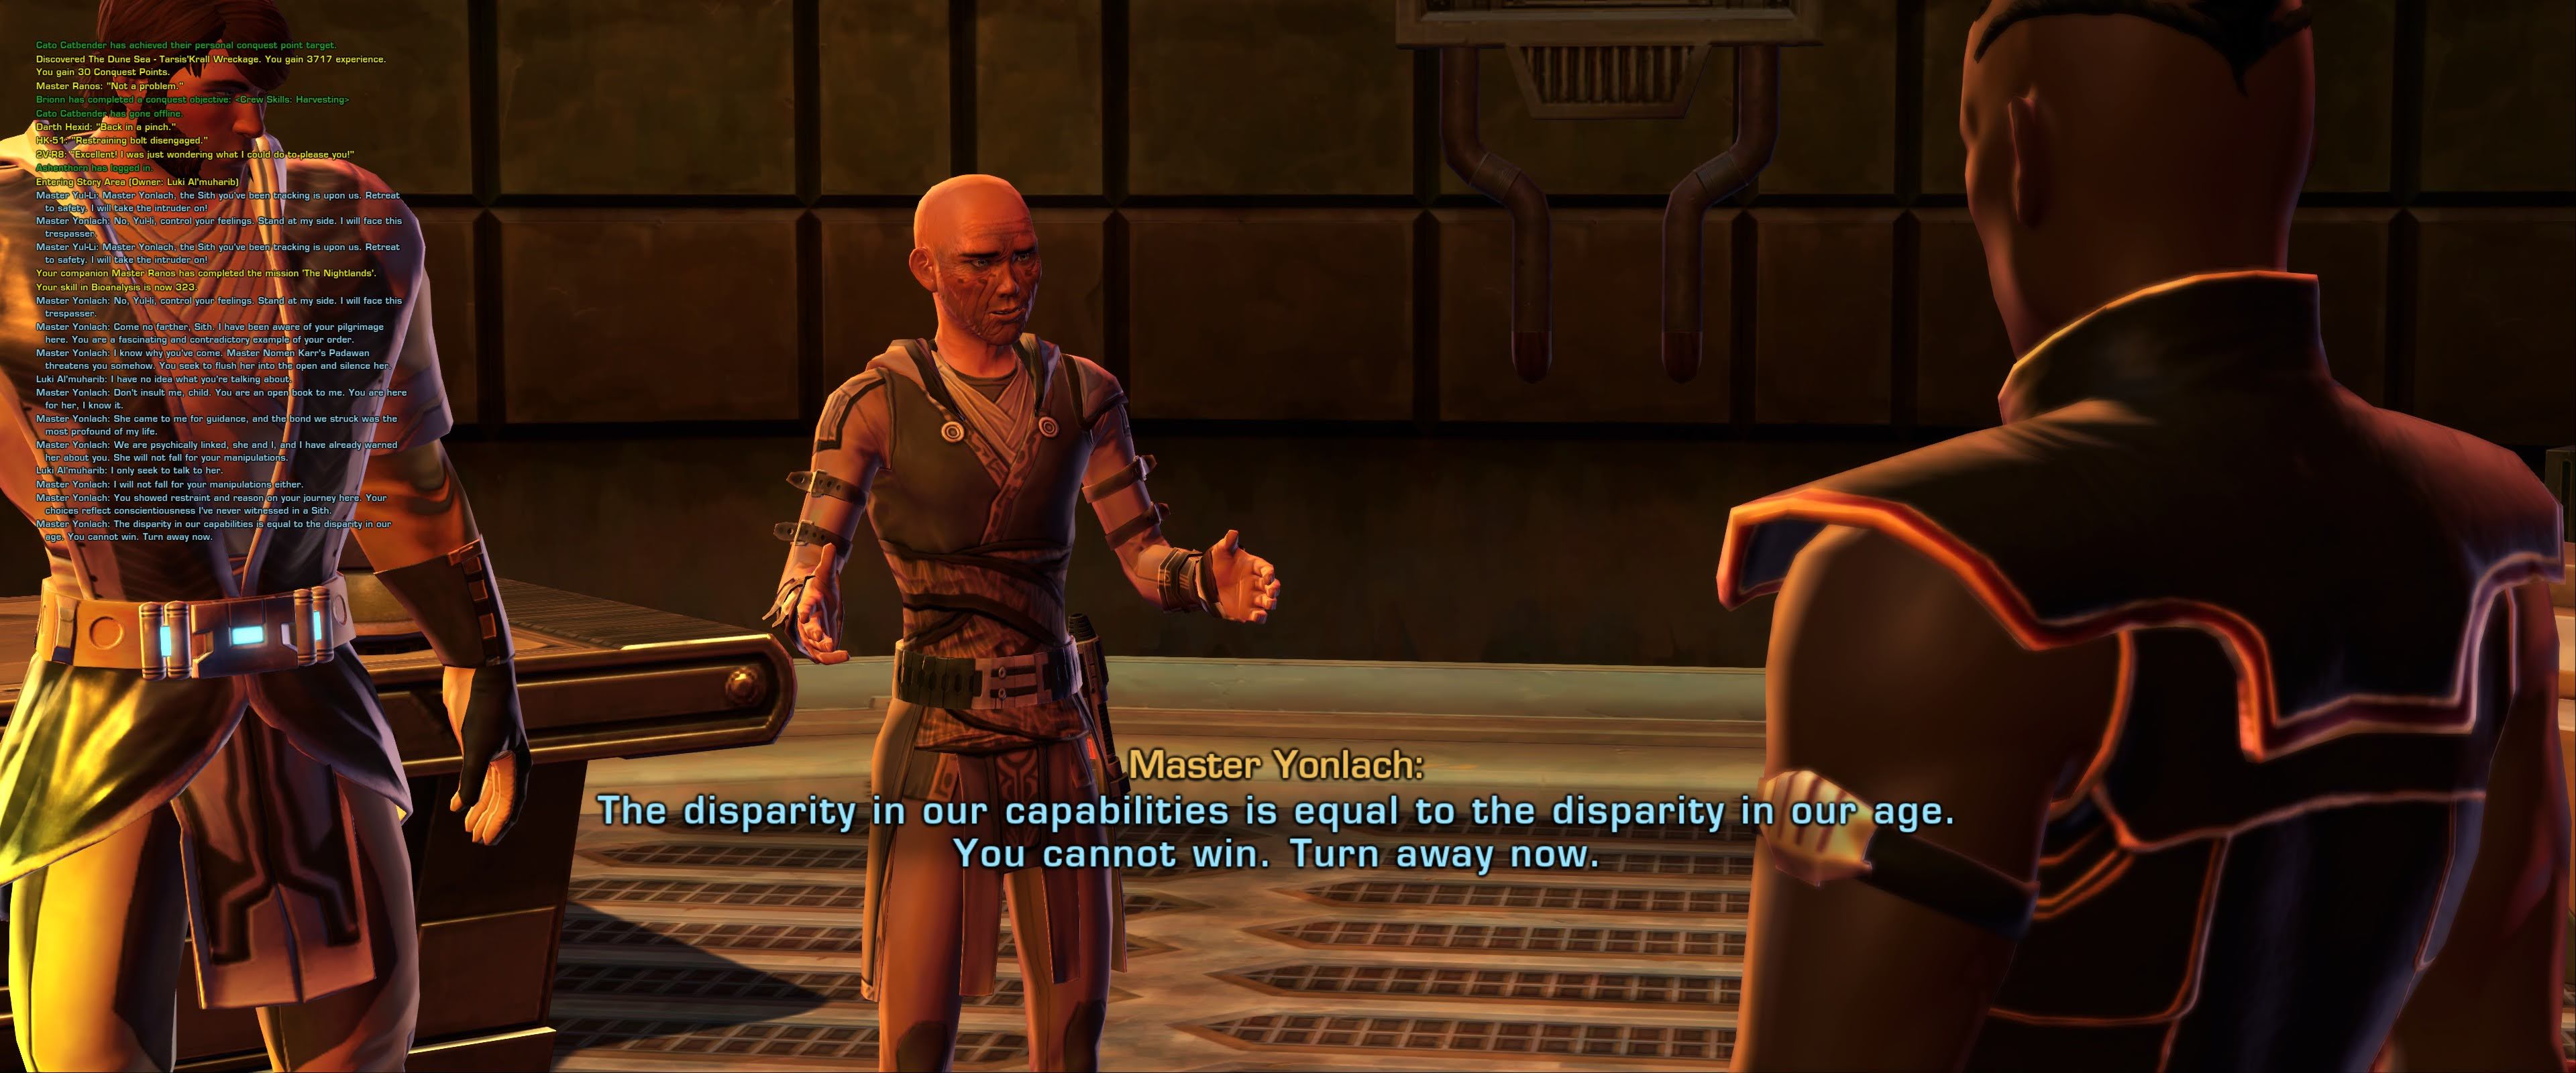 Cato Catbender has achieved their personal conquest point target.
Discovered The Dune Sea - Tarsis'Krall Wreckage. You gain 3717 experience.
You gain 30 Conquest Points.
Master Ranos: "Not a problem."
Brionn has completed a conquest objective: <Crew Skills: Harvesting>
Cato Catbender has gone offline.
Darth Hexid: "Back in a pinch."
HK-51: "Restraining bolt disengaged."
2V-R8: "Excellent! I was just wondering what I could do to please you!"
has logged in.
Entering Story Area (Owner: Luki Al'muharib)
Master Yul-Li: Master Yonlach, the Sith you've been tracking is upon us. Retreat
to safety. I will take the intruder on!
Master Yonlach: No, Yul-li, control your feelings. Stand at my side. I will face this
trespasser.
Master Yul-Li: Master Yonlach, the Sith you've been tracking is upon us. Retreat
to safety. I will take the intruder on!
Your companion Master Ranos has completed the mission 'The Nightlands'.
Your skill in Bioanalysis is now 323.
Master Yonlach: No, Yul-li, control your feelings. Stand at my side. I will face this
trespasser.
Master Yonlach: Come no farther, Sith. I have been aware of your pilgrimage
here. You are a fascinating and contradictory example of your order.
Master Yonlach: I know why you've come. Master Nomen Karr's Padawan
threatens you somehow. You seek to flush her into the open and silence her.
Luki Al'muharib: I have no idea what you're talking about.
Master Yonlach: Don't insult me, child. You are an open book to me. You are here
for her, I know it.
Master Yonlach: She came to me for guidance, and the bond we struck was the
most profound of my life.
Master Yonlach: We are psychically linked, she and I, and I have already warned
her about you. She will not fall for your manipulations.
Luki Al'muharib: I only seek to talk to her.
Master Yonlach: I will not fall for your manipulations either.
Master Yonlach: You showed restraint and reason on your journey here. Your
choices reflect conscientiousness I've never witnessed in a Sith.
Master Yonlach: The disparity in our capabilities is equal to the disparity in our
age. You cannot win. Turn away now.
Master Yonlach:
The disparity in our capabilities is equal to the disparity in our age.
You cannot win. Turn away now.